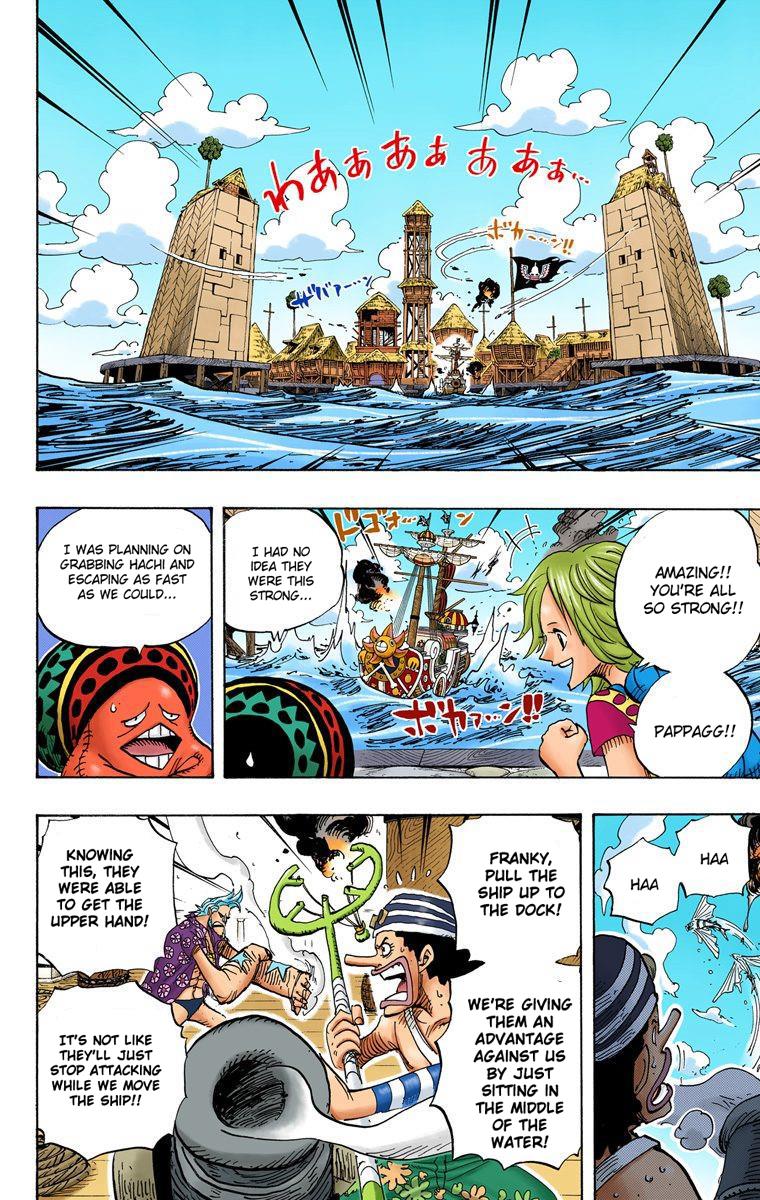 わあぁあぁあぁぁ…
ボカー…ン!!
ザバァー…ン
AMAZING!!
YOU'RE ALL
SO STRONG!!
PAPPAGG!!
ドゴォ…ン
ボカァ…ン!!
I HAD NO
IDEA THEY
WERE THIS
STRONG...
I WAS PLANNING ON
GRABBING HACHI AND
ESCAPING AS FAST
AS WE COULD...
HAA
HAA
FRANKY,
PULL THE
SHIP UP TO
THE DOCK!
WE'RE GIVING
THEM AN
ADVANTAGE
AGAINST US
BY JUST
SITTING
IN THE
MIDDLE
OF THE
WATER!
KNOWING
THIS, THEY
WERE ABLE
TO GET THE
UPPER HAND!
IT'S NOT LIKE
THEY'LL JUST
STOP ATTACKING
WHILE WE MOVE
THE SHIP!!